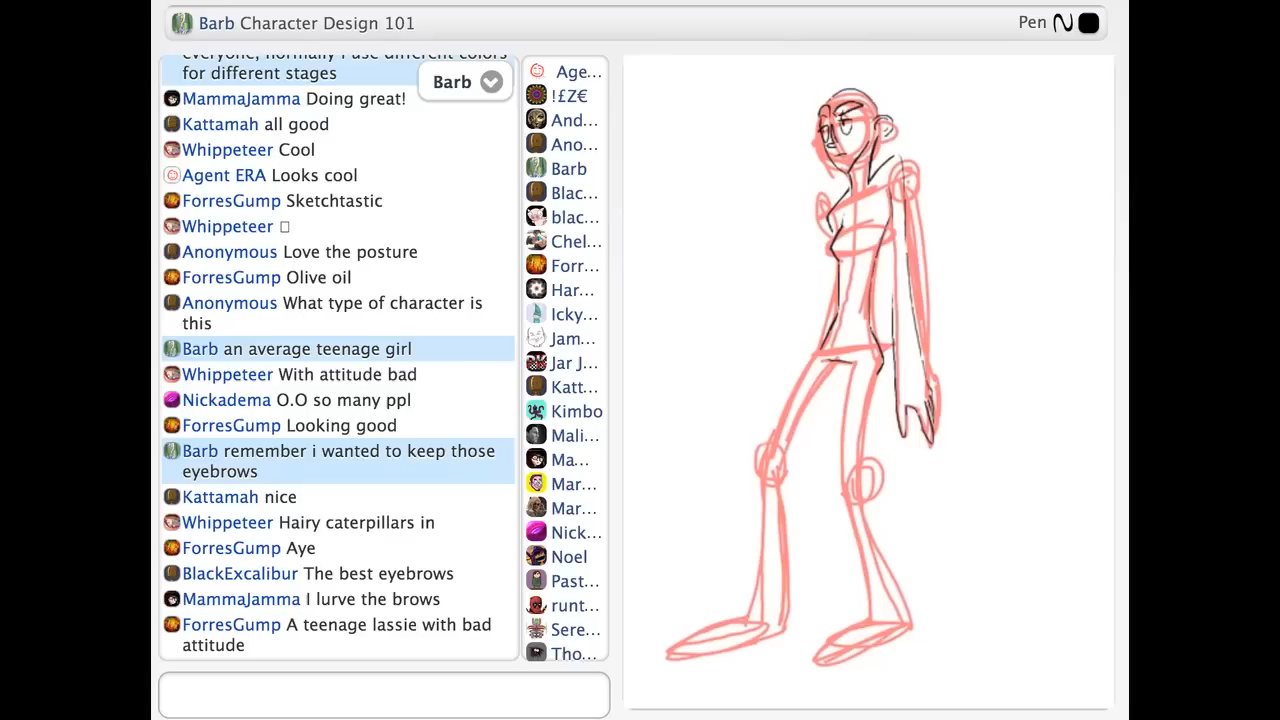 Barb Character Design 101
Pen
everyone, normally i use different colors
for different stages
Barb
MammaJamma Doing great!
Kattamah all good
Whippeteer Cool
Agent ERA Looks cool
ForresGump Sketchtastic
Whippeteer
Anonymous Love the posture
ForresGump Olive oil
Anonymous What type of character is
this
Barb an average teenage girl
Whippeteer With attitude bad
Nickadema O.O so many ppl
ForresGump Looking good
Barb remember i wanted to keep those
eyebrows
Kattamah nice
Whippeteer Hairy caterpillars in
ForresGump Aye
BlackExcalibur The best eyebrows
MammaJamma I lurve the brows
ForresGump A teenage lassie with bad
attitude
Age...
!£Z€
And...
Ano...
Barb
Blac...
blac...
Chel...
Forr...
Har...
Icky...
Jam...
Jar J...
Katt...
Kimbo
Mali...
Ma...
Mar...
Mar...
Nick...
Noel
Past...
runt...
Sere...
Tho...